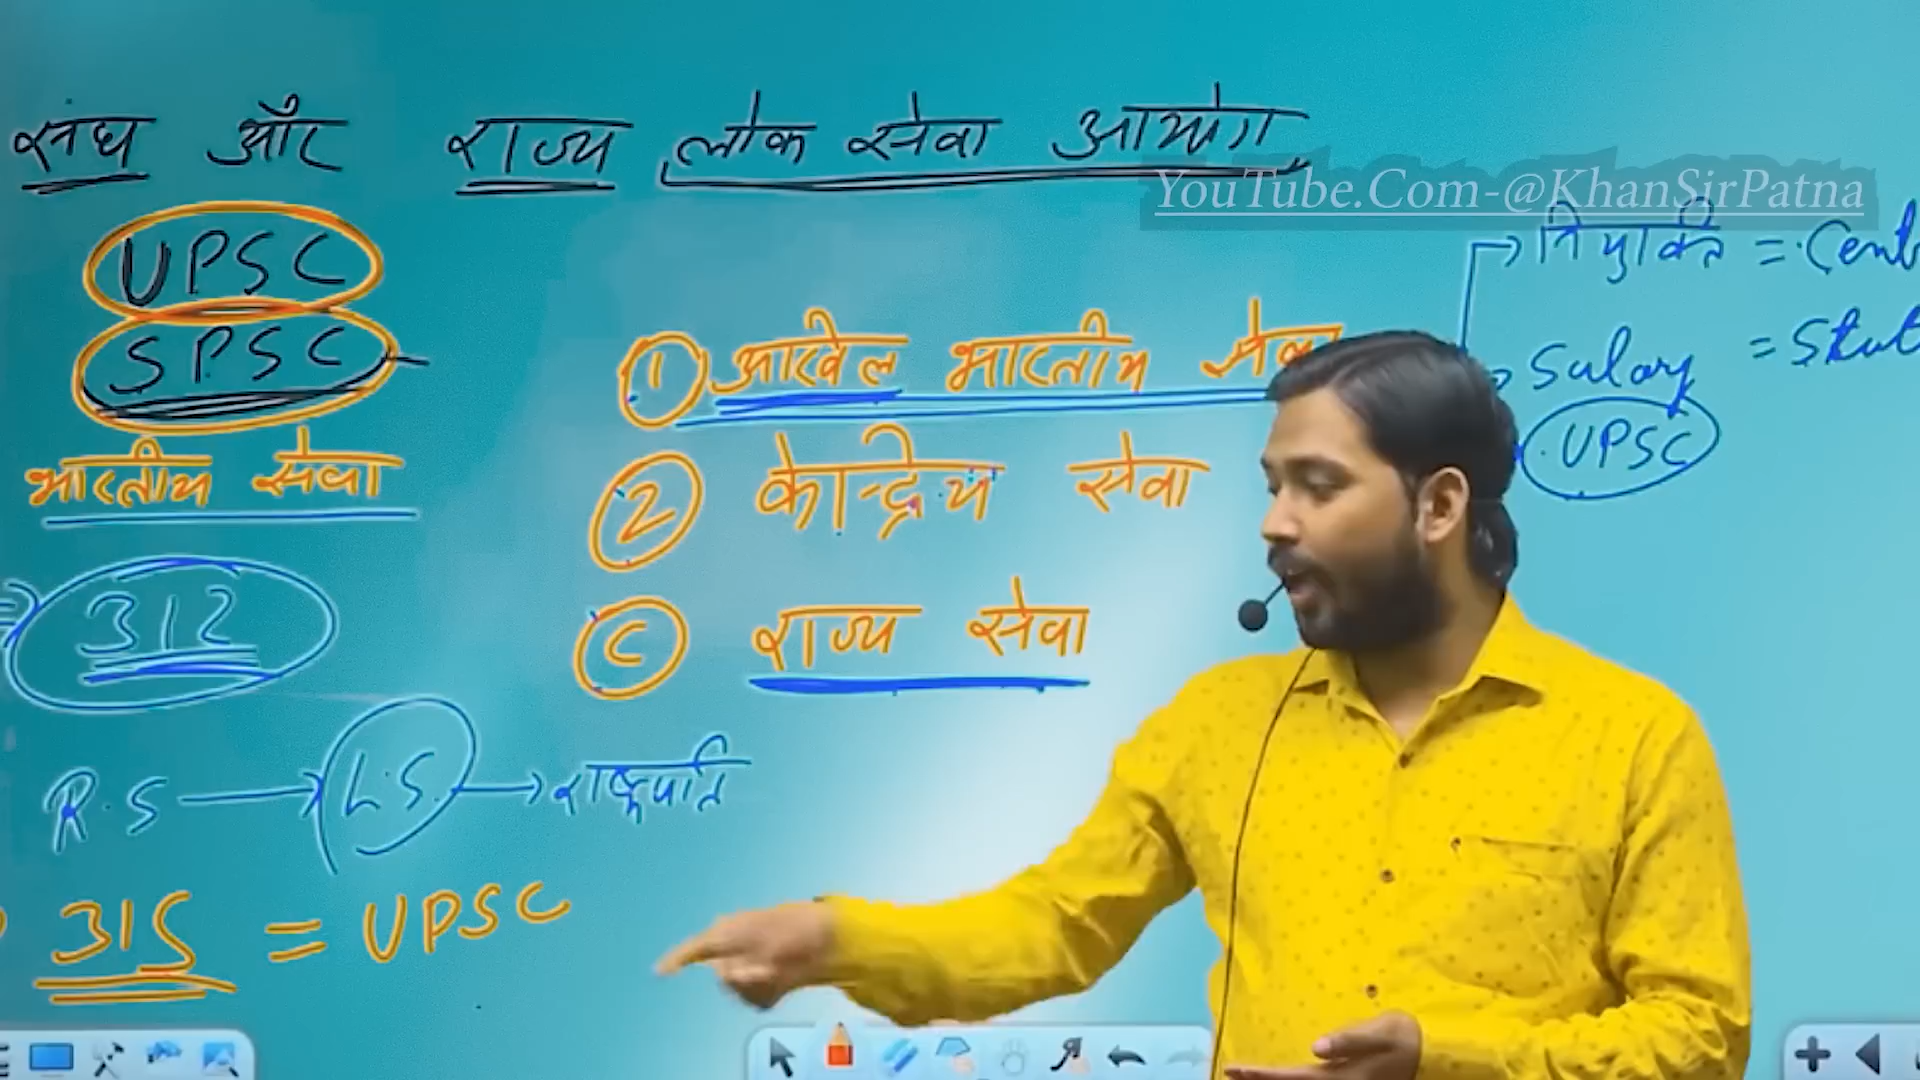 संघ और राज्य लोक सेवा आयोग
YouTube.Com-@KhanSirPatna
UPSC
SPSC
भारतीय सेवा
312
R.S → L.S. → राष्ट्रपति
315 = UPSC
① अखिल भारतीय सेवा
② केन्द्रिय सेवा
Ⓒ राज्य सेवा
नियुक्ति = Cent
Salary = Stat
UPSC